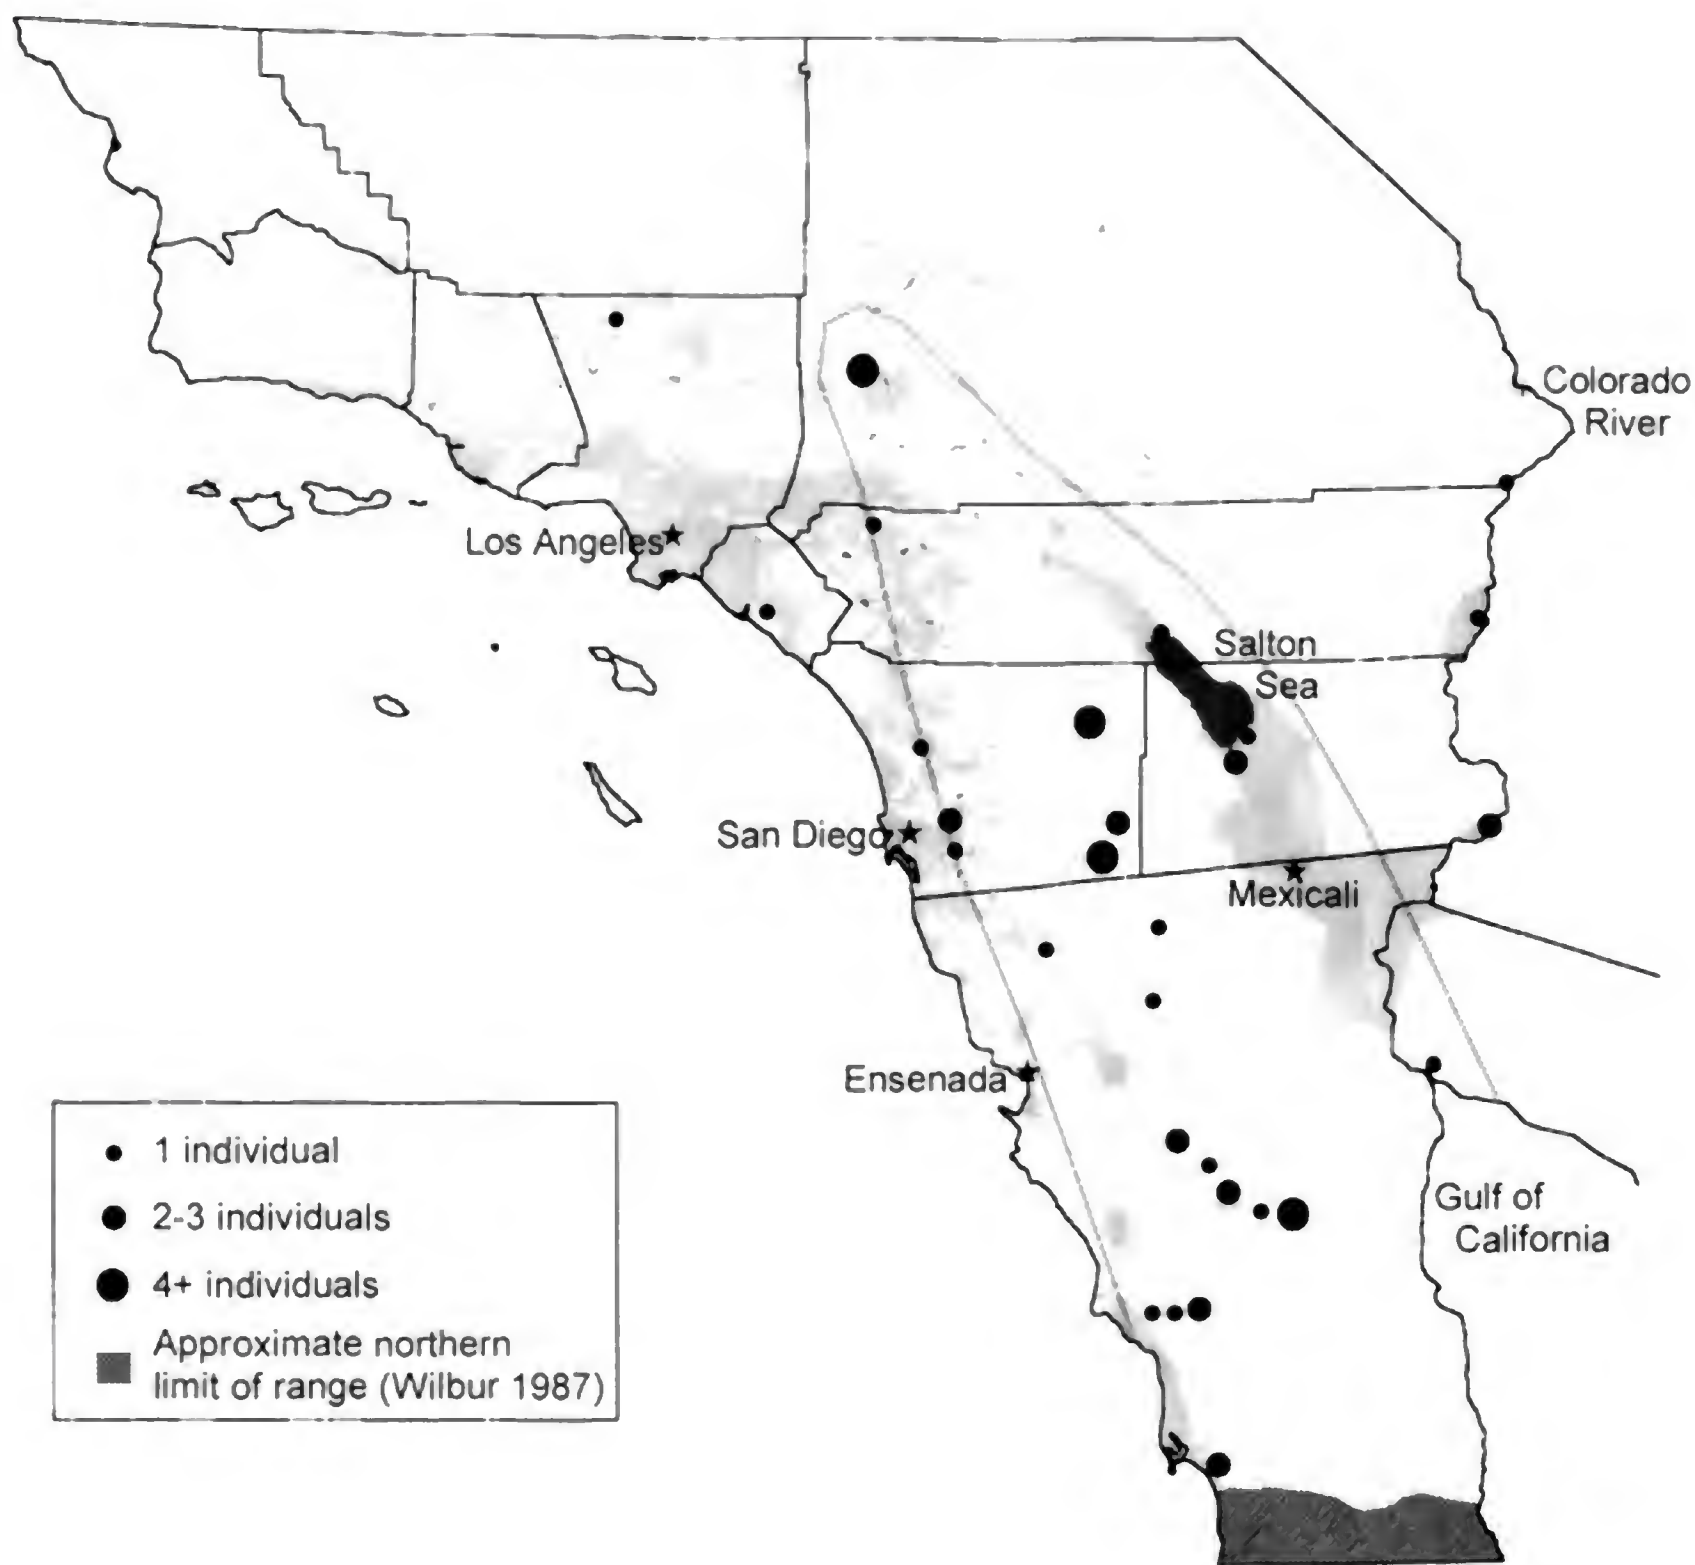 Colorado
River
Los Angeles
Salton
Sea
San Diego
Mexicali
Ensenada
1 individual
2-3 individuals
4+ individuals
Approximate northern
limit of range (Wilbur 1987)
Gulf of
California